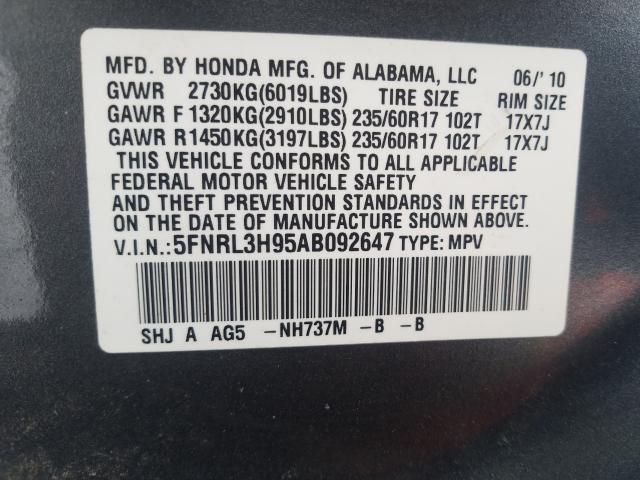 MFD. BY HONDA MFG. OF ALABAMA, LLC 06/'10
GVWR 2730KG(6019LBS) TIRE SIZE RIM SIZE
GAWR F 1320KG(2910LBS) 235/60R17 102T 17X7J
GAWR R1450KG(3197LBS) 235/60R17 102T 17X7J
THIS VEHICLE CONFORMS TO ALL APPLICABLE
FEDERAL MOTOR VEHICLE SAFETY
AND THEFT PREVENTION STANDARDS IN EFFECT
ON THE DATE OF MANUFACTURE SHOWN ABOVE.
V.I.N.:5FNRL3H95AB092647 TYPE: MPV
SHJ A AG5 -NH737M -B -B